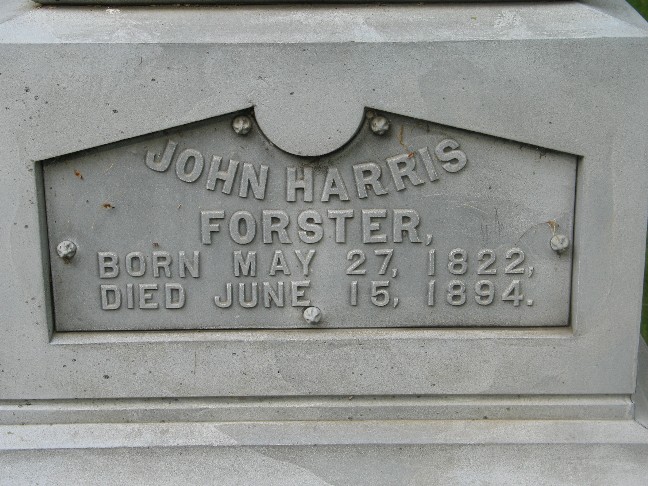 JOHN HARRIS
FORSTER,
BORN MAY 27, 1822,
DIED JUNE 15, 1894.